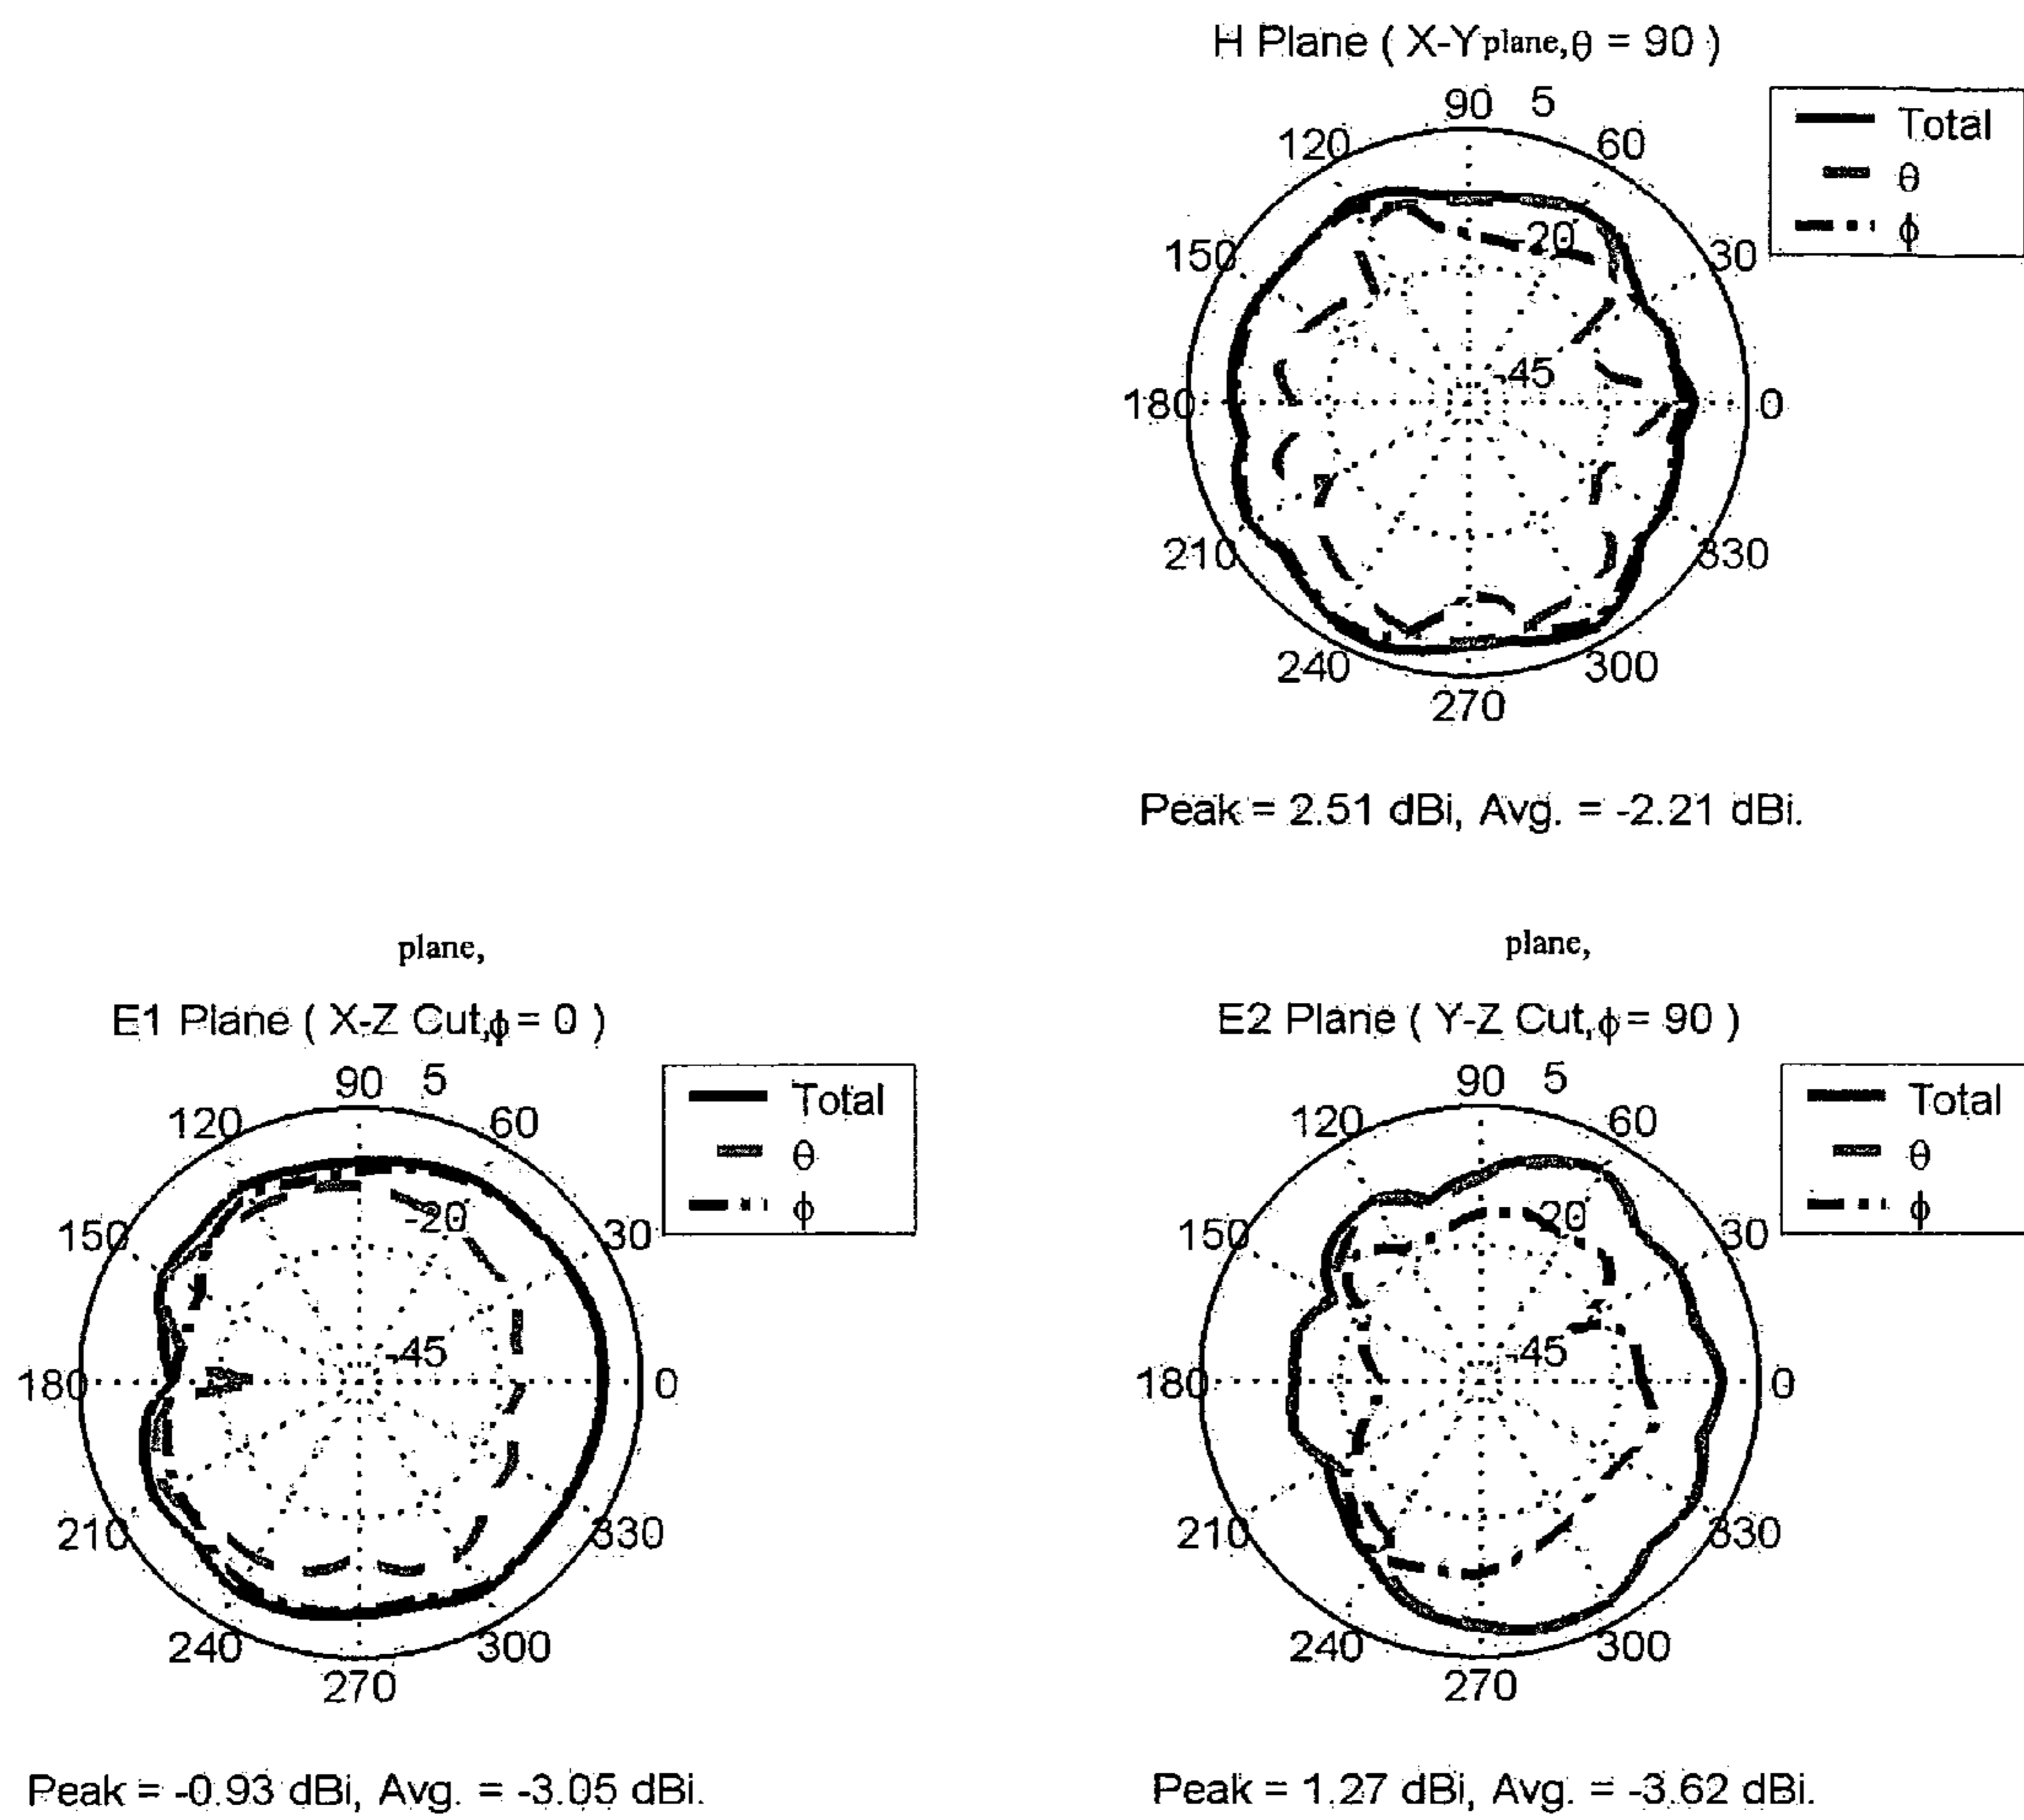 H Plane ( X-Y plane, θ = 90 )
90 5
120 60
150 30
-20
-45
180 0
210 330
240 300
270
Total
θ
ϕ
Peak = 2.51 dBi, Avg. = -2.21 dBi.
plane,
E1 Plane ( X-Z Cut, ϕ = 0 )
90 5
120 60
150 30
-20
-45
180 0
210 330
240 300
270
Total
θ
ϕ
Peak = -0.93 dBi, Avg. = -3.05 dBi.
plane,
E2 Plane ( Y-Z Cut, ϕ = 90 )
90 5
120 60
150 30
-20
-45
180 0
210 330
240 300
270
Total
θ
ϕ
Peak = 1.27 dBi, Avg. = -3.62 dBi.